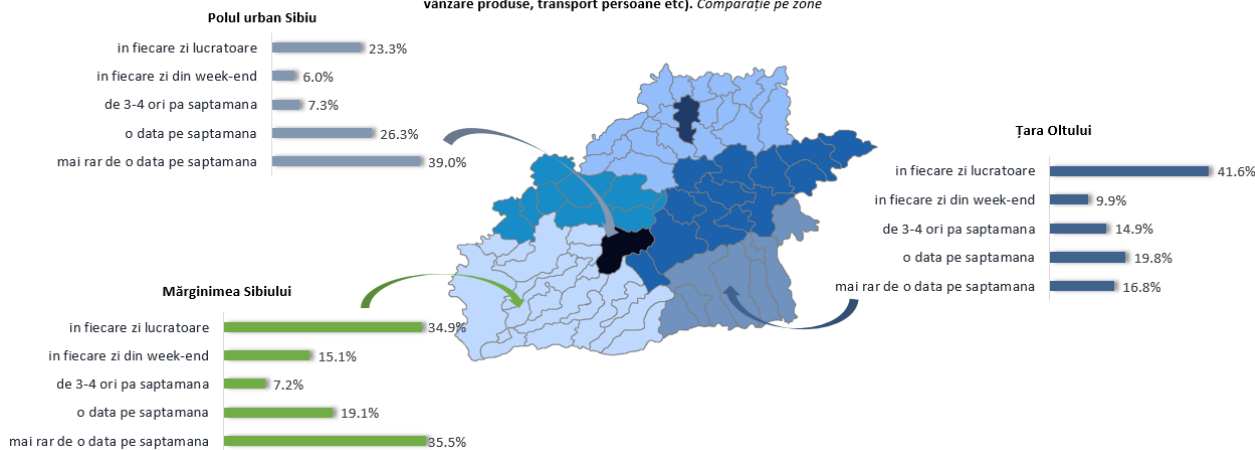 vânzare produse, transport persoane etc). Comparație pe zone
Polul urban Sibiu
in fiecare zi lucratoare 23.3%
in fiecare zi din week-end 6.0%
de 3-4 ori pa saptamana 7.3%
o data pe saptamana 26.3%
mai rar de o data pe saptamana 39.0%
Țara Oltului
in fiecare zi lucratoare 41.6%
in fiecare zi din week-end 9.9%
de 3-4 ori pa saptamana 14.9%
o data pe saptamana 19.8%
mai rar de o data pe saptamana 16.8%
Mărginimea Sibiului
in fiecare zi lucratoare 34.9%
in fiecare zi din week-end 15.1%
de 3-4 ori pa saptamana 7.2%
o data pe saptamana 19.1%
mai rar de o data pe saptamana 35.5%